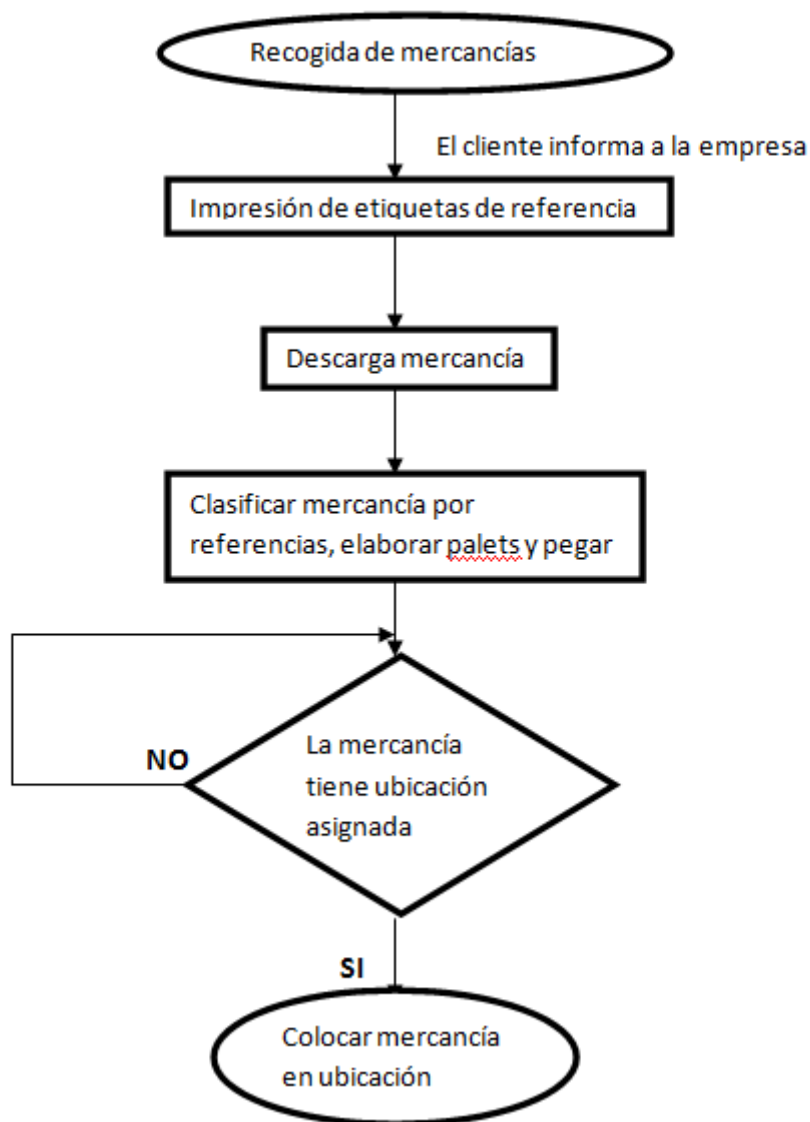 Recogida de mercancías
El cliente informa a la empresa
Impresión de etiquetas de referencia
Descarga mercancía
Clasificar mercancía por
referencias, elaborar palets y pegar
La mercancía
tiene ubicación
asignada
NO
SI
Colocar mercancía
en ubicación